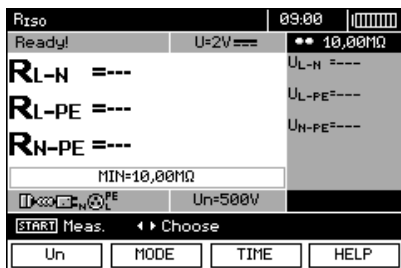 RISO 09:00
Ready! U=2V 10,00MΩ
RL-N =---
UL-N =---
RL-PE =---
UL-PE=---
RN-PE =---
UN-PE=---
MIN=10,00MΩ
N PE L Un=500V
START Meas. Choose
Un MODE TIME HELP